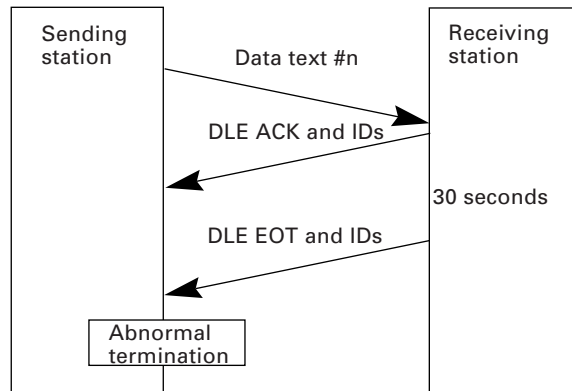 Sending
station
Receiving
station
Data text #n
DLE ACK and IDs
30 seconds
DLE EOT and IDs
Abnormal
termination